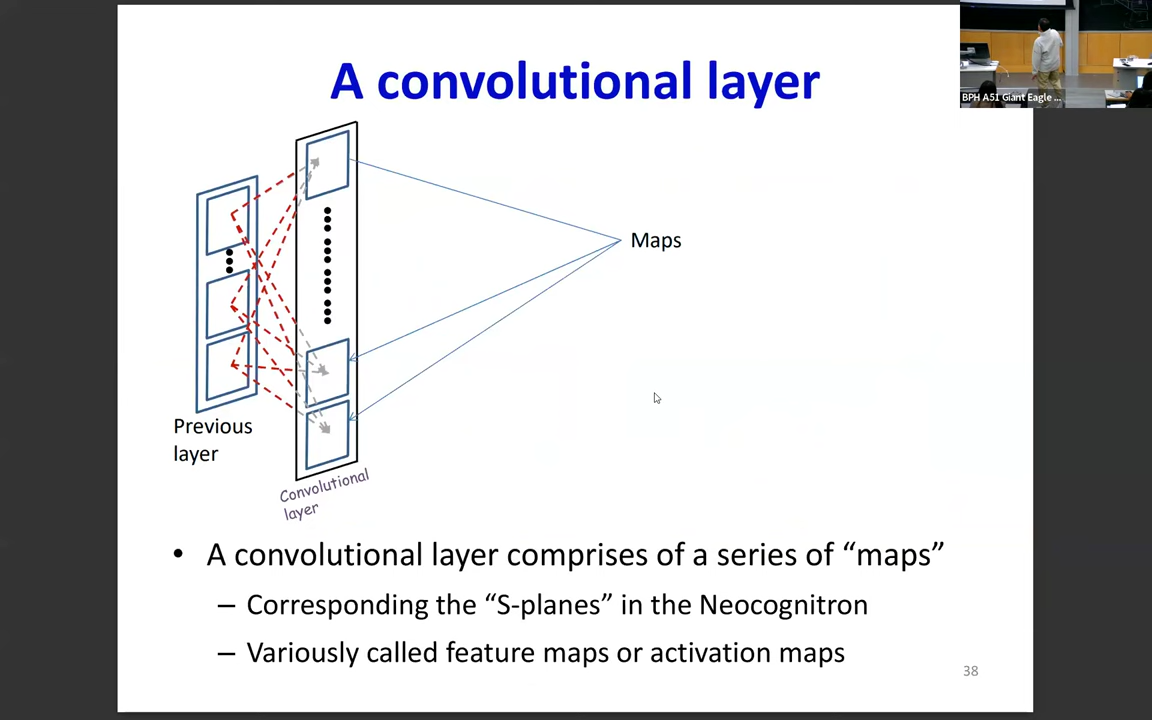 A convolutional layer
BPH A51 Giant Eagle ...
Maps
Previous
layer
Convolutional
layer
• A convolutional layer comprises of a series of “maps”
– Corresponding the “S-planes” in the Neocognitron
– Variously called feature maps or activation maps
38